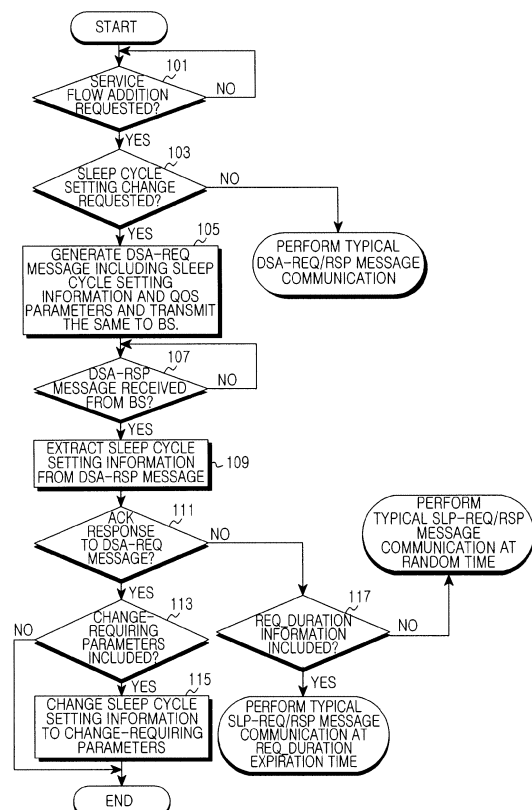 START
101
SERVICE
FLOW ADDITION
REQUESTED?
NO
YES
103
SLEEP CYCLE
SETTING CHANGE
REQUESTED?
NO
YES
105
GENERATE DSA-REQ
MESSAGE INCLUDING SLEEP
CYCLE SETTING
INFORMATION AND QOS
PARAMETERS AND TRANSMIT
THE SAME TO BS.
PERFORM TYPICAL
DSA-REQ/RSP MESSAGE
COMMUNICATION
107
DSA-RSP
MESSAGE RECEIVED
FROM BS?
NO
YES
EXTRACT SLEEP CYCLE
SETTING INFORMATION
FROM DSA-RSP MESSAGE
109
111
ACK
RESPONSE
TO DSA-REQ
MESSAGE?
NO
YES
PERFORM
TYPICAL SLP-REQ/RSP
MESSAGE
COMMUNICATION AT
RANDOM TIME
113
CHANGE-
REQUIRING
PARAMETERS
INCLUDED?
NO
YES
117
REQ_DURATION
INFORMATION
INCLUDED?
NO
YES
115
CHANGE SLEEP CYCLE
SETTING INFORMATION
TO CHANGE-REQUIRING
PARAMETERS
PERFORM TYPICAL
SLP-REQ/RSP MESSAGE
COMMUNICATION AT
REQ_DURATION
EXPIRATION TIME
END